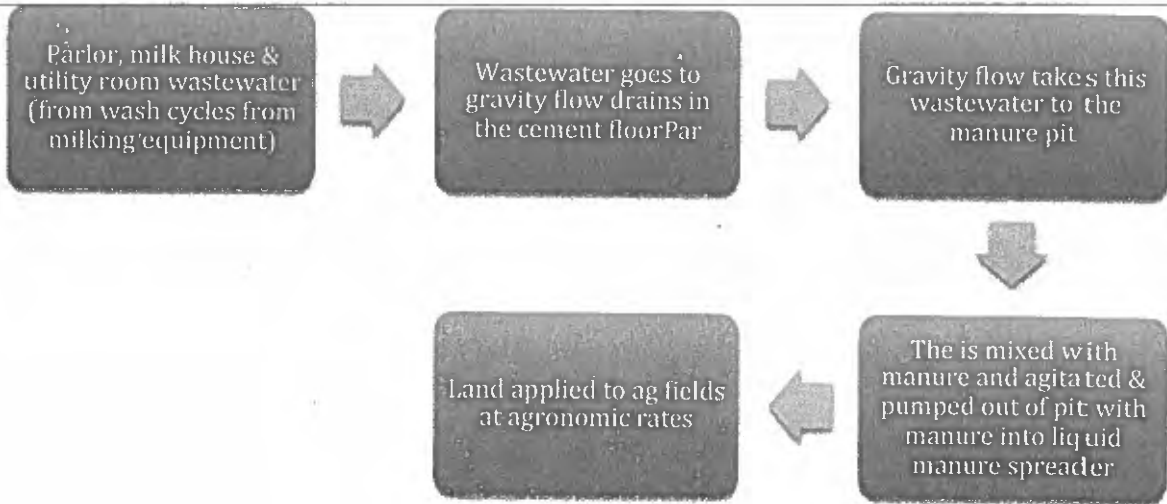 Parlor, milk house &
utility room wastewater
(from wash cycles from
milking equipment)
Wastewater goes to
gravity flow drains in
the cement floorPar
Gravity flow takes this
wastewater to the
manure pit
The is mixed with
manure and agitated &
pumped out of pit with
manure into liquid
manure spreader
Land applied to ag fields
at agronomic rates